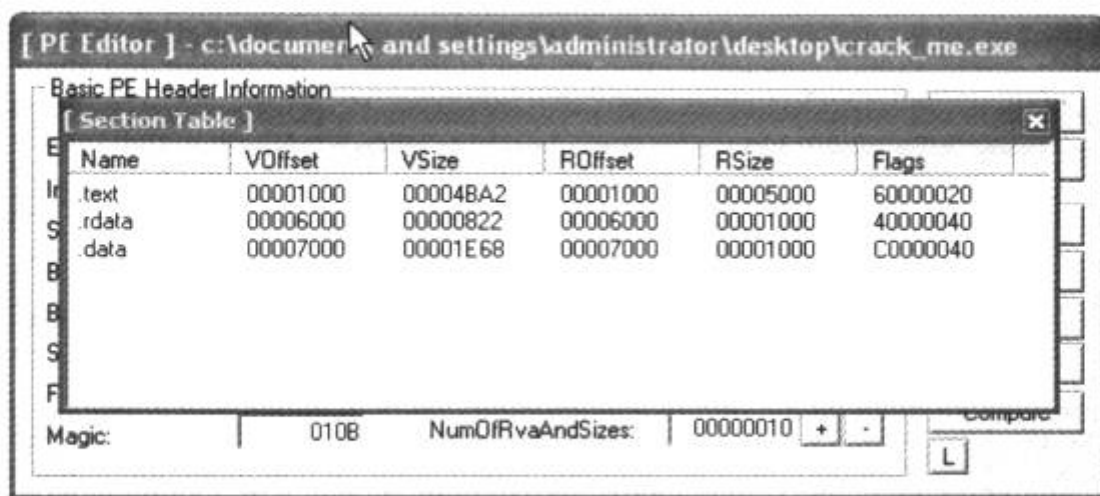 [ PE Editor ] - c:\documen and settings\administrator\desktop\crack_me.exe
Basic PE Header Information
[ Section Table ]
Name VOffset VSize ROffset RSize Flags
.text 00001000 00004BA2 00001000 00005000 60000020
.rdata 00006000 00000822 00006000 00001000 40000040
.data 00007000 00001E68 00007000 00001000 C0000040
Magic: 010B NumOfRvaAndSizes: 00000010 + -
Compare
L